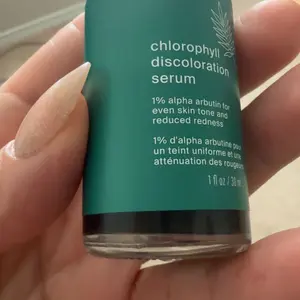 chlorophyll
discoloration
serum
1% alpha arbutin for
even skin tone and
reduced redness
1% d'alpha arbutine pour
un teint uniforme et une
atténuation des rougeurs
1 fl oz / 30